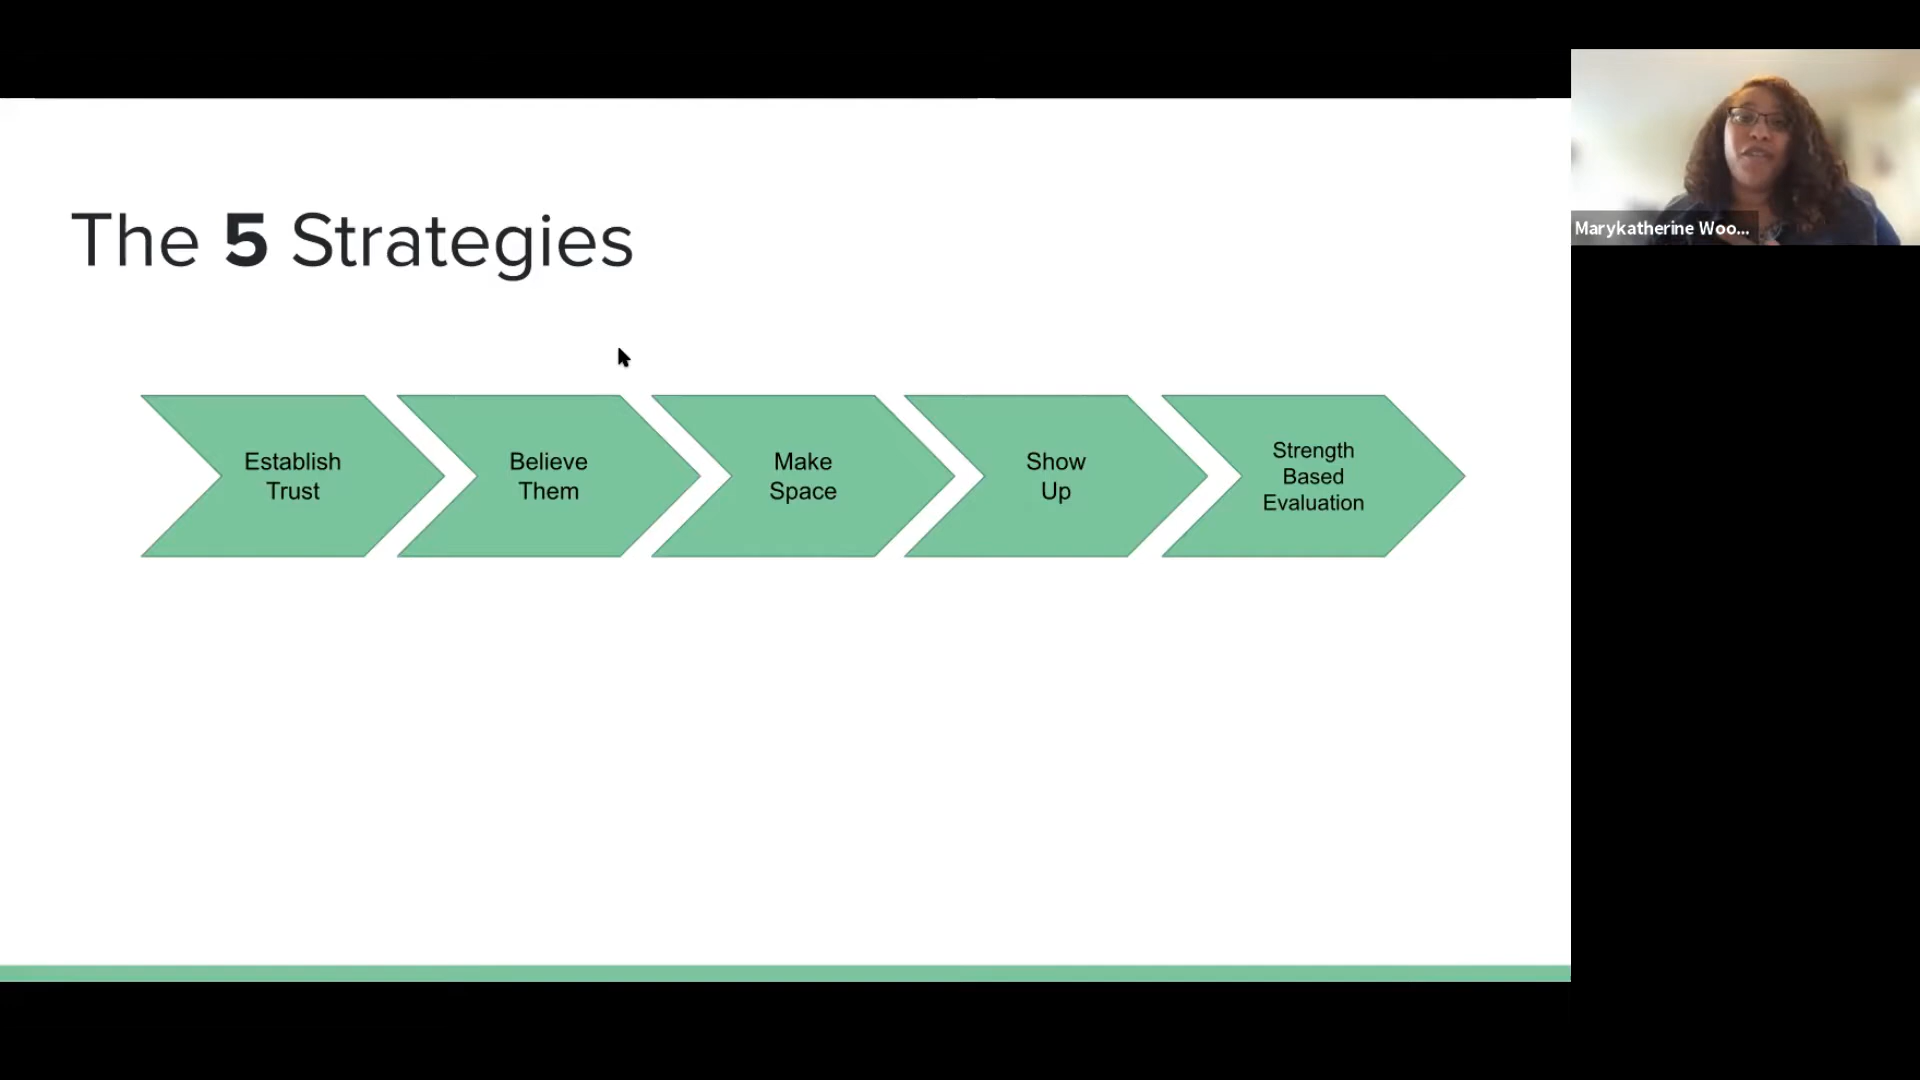 The 5 Strategies
Establish
Trust
Believe
Them
Make
Space
Show
Up
Strength
Based
Evaluation
Marykatherine Woo...